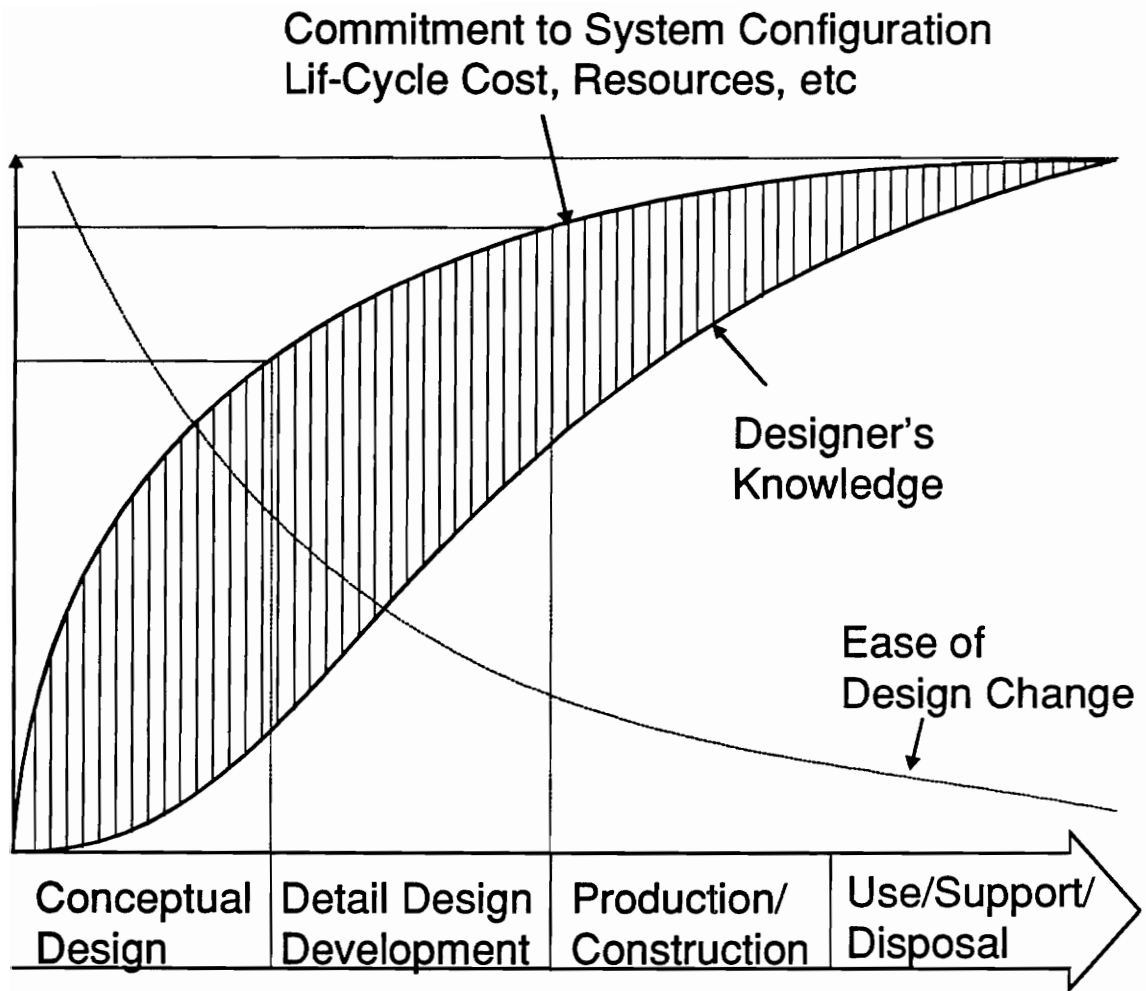 Commitment to System Configuration
Lif-Cycle Cost, Resources, etc
Designer's
Knowledge
Ease of
Design Change
Conceptual
Design
Detail Design
Development
Production/
Construction
Use/Support/
Disposal